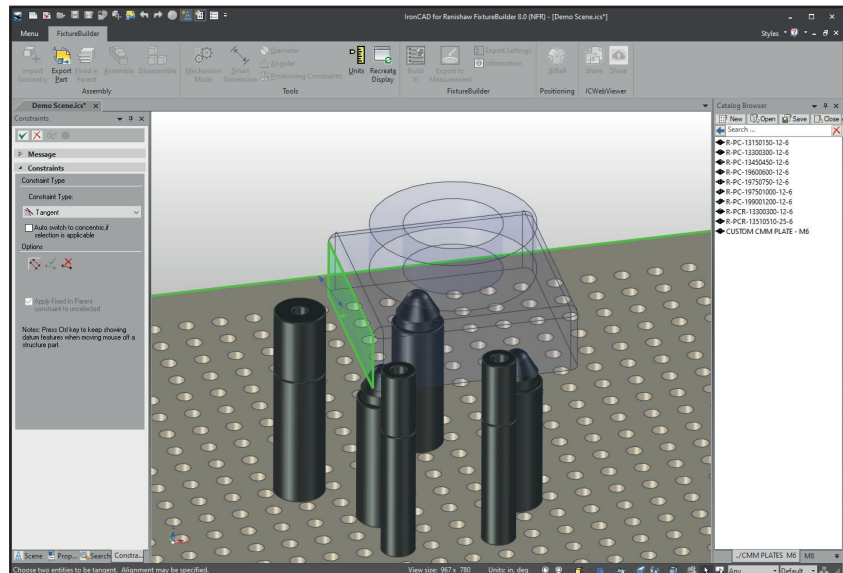 IronCAD for Renishaw FixtureBuilder 8.0 (NFR) - [Demo Scene.ics*]
Menu
FixtureBuilder
Styles
Import Geometry
Export Part
Fixed in Parent
Assemble
Disassemble
Assembly
Mechanism Mode
Smart Dimension
Diameter
Angular
Positioning Constraints
Units
Recreate Display
Tools
Build It!
Export to Measurement
Export Settings
Information
FixtureBuilder
TriBall
Positioning
Share
Share
ICWebViewer
Demo Scene.ics*
Constraints
Message
Constraints
Constraint Type
Constraint Type:
Tangent
Auto switch to concentric,if
selection is applicable
Options
Apply Fixed In Parent
constraint to unselected
Notes: Press Ctrl key to keep showing
datum features when moving mouse off a
structure part.
Scene
Prop...
Search
Constra...
Choose two entities to be tangent. Alignment may be specified.
View size: 967 x 780
Units: in, deg
Any
Default
Catalog Browser
New
Open
Save
Close
Search ...
R-PC-13150150-12-6
R-PC-13300300-12-6
R-PC-13450450-12-6
R-PC-19600600-12-6
R-PC-19750750-12-6
R-PC-197501000-12-6
R-PC-199001200-12-6
R-PCR-13300300-12-6
R-PCR-13510510-25-6
CUSTOM CMM PLATE - M6
../CMM PLATES M6
M8